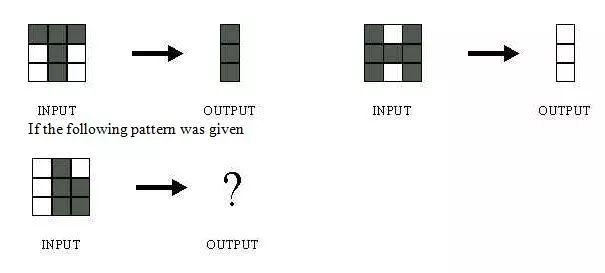 INPUT OUTPUT INPUT OUTPUT
If the following pattern was given
?
INPUT OUTPUT